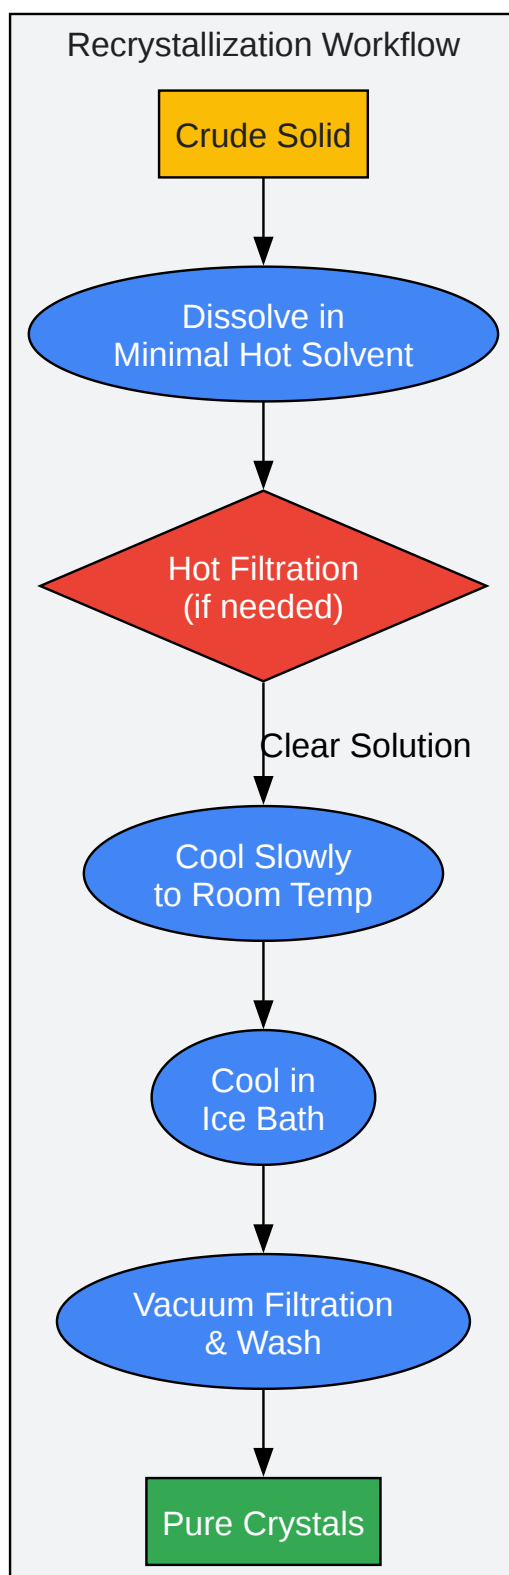 Recrystallization Workflow
Crude Solid
Dissolve in
Minimal Hot Solvent
Hot Filtration
(if needed)
Clear Solution
Cool Slowly
to Room Temp
Cool in
Ice Bath
Vacuum Filtration
& Wash
Pure Crystals